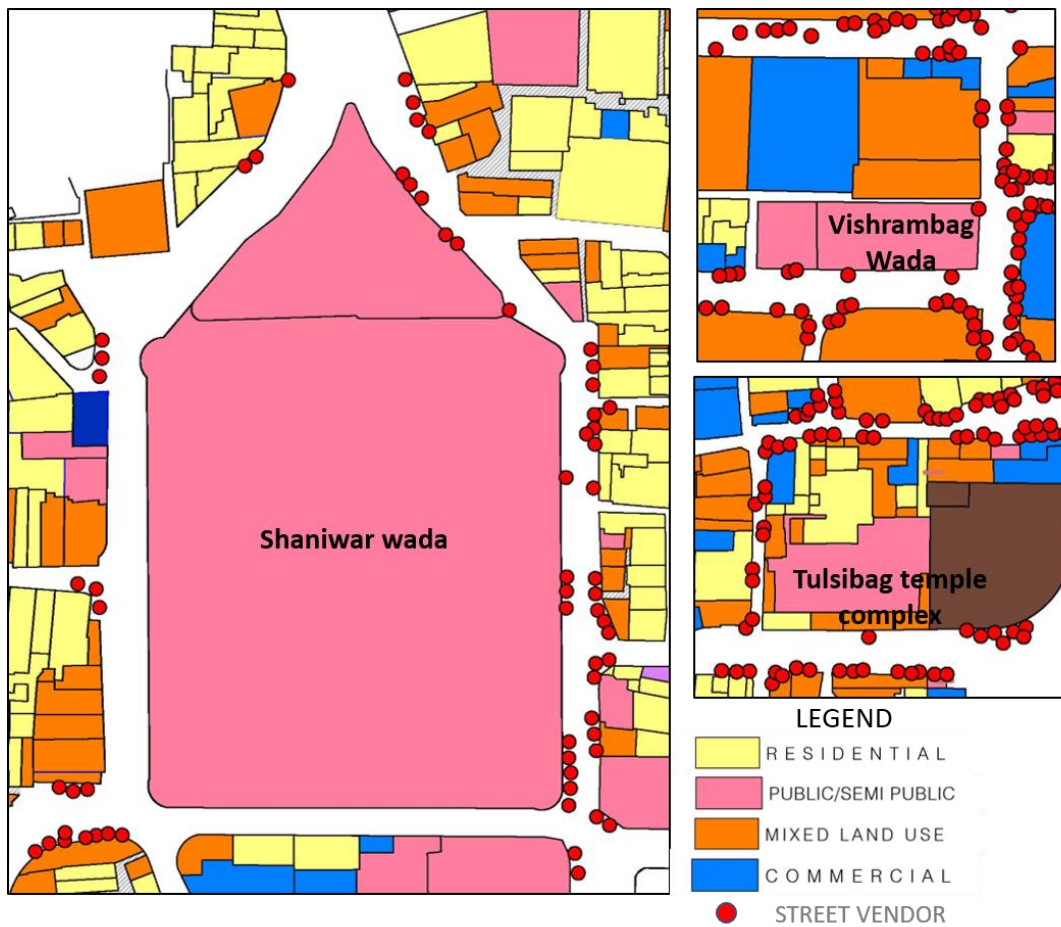 Shaniwar wada
Vishrambag
Wada
Tulsibag temple
complex
LEGEND
RESIDENTIAL
PUBLIC/SEMI PUBLIC
MIXED LAND USE
COMMERCIAL
STREET VENDOR